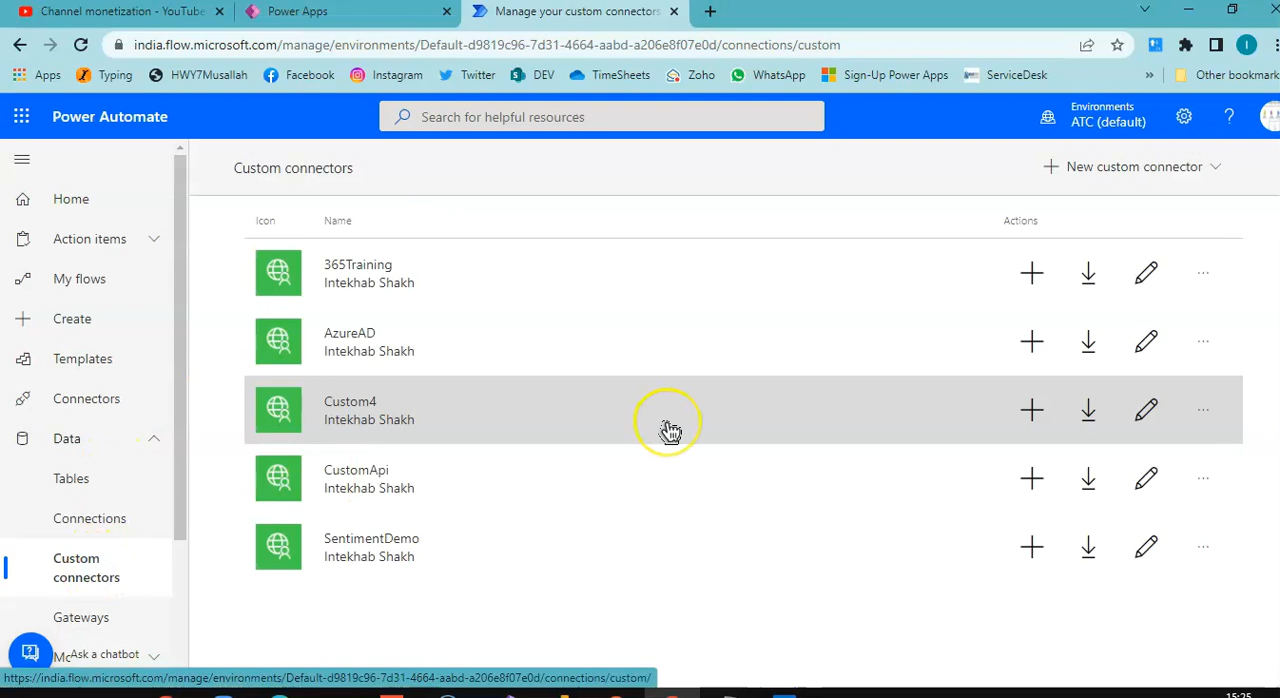 Channel monetization - YouTube
Power Apps
Manage your custom connectors
india.flow.microsoft.com/manage/environments/Default-d9819c96-7d31-4664-aabd-a206e8f07e0d/connections/custom
I
Apps
Typing
HWY7Musallah
Facebook
Instagram
Twitter
DEV
TimeSheets
Zoho
WhatsApp
Sign-Up Power Apps
ServiceDesk
»
Other bookmark
Power Automate
Search for helpful resources
Environments
ATC (default)
?
Home
Action items
My flows
Create
Templates
Connectors
Data
Tables
Connections
Custom
connectors
Gateways
Ask a chatbot
Custom connectors
New custom connector
Icon
Name
Actions
365Training
Intekhab Shakh
AzureAD
Intekhab Shakh
Custom4
Intekhab Shakh
CustomApi
Intekhab Shakh
SentimentDemo
Intekhab Shakh
https://india.flow.microsoft.com/manage/environments/Default-d9819c96-7d31-4664-aabd-a206e8f07e0d/connections/custom/
15:25